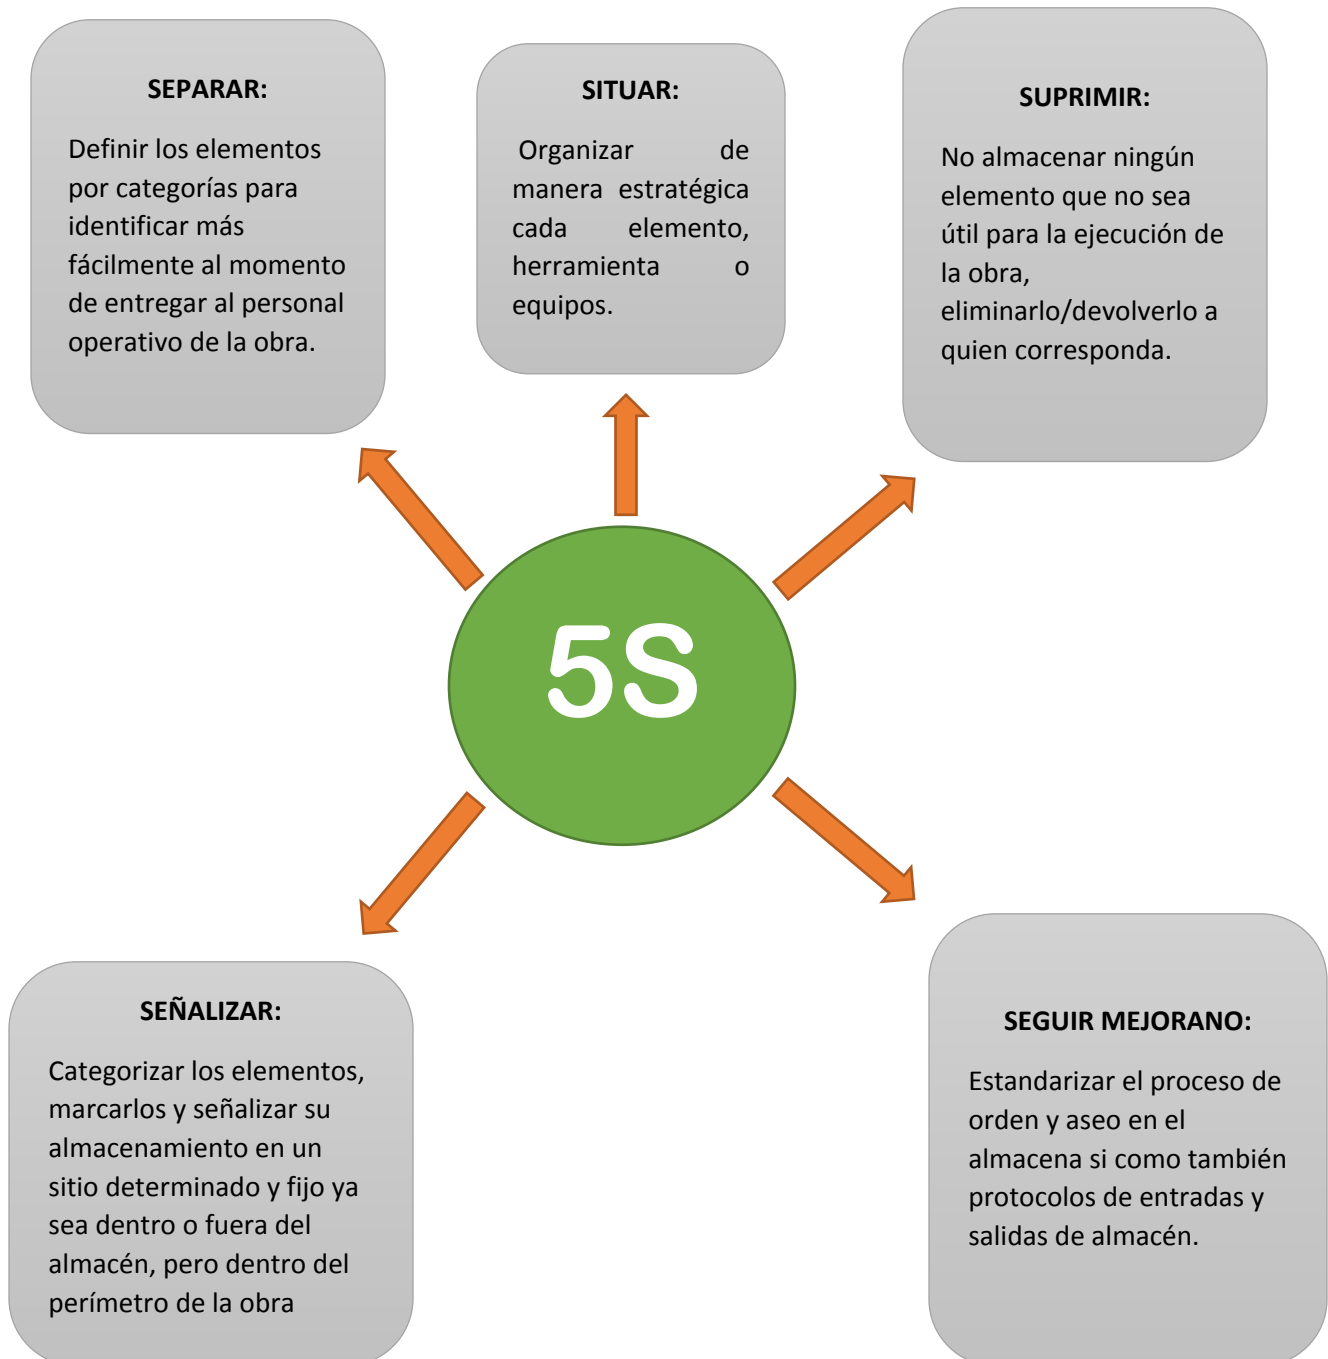 SEPARAR:
Definir los elementos
por categorías para
identificar más
fácilmente al momento
de entregar al personal
operativo de la obra.
SITUAR:
Organizar de
manera estratégica
cada elemento,
herramienta o
equipos.
SUPRIMIR:
No almacenar ningún
elemento que no sea
útil para la ejecución de
la obra,
eliminarlo/devolverlo a
quien corresponda.
5S
SEÑALIZAR:
Categorizar los elementos,
marcarlos y señalizar su
almacenamiento en un
sitio determinado y fijo ya
sea dentro o fuera del
almacén, pero dentro del
perímetro de la obra
SEGUIR MEJORANO:
Estandarizar el proceso de
orden y aseo en el
almacena si como también
protocolos de entradas y
salidas de almacén.